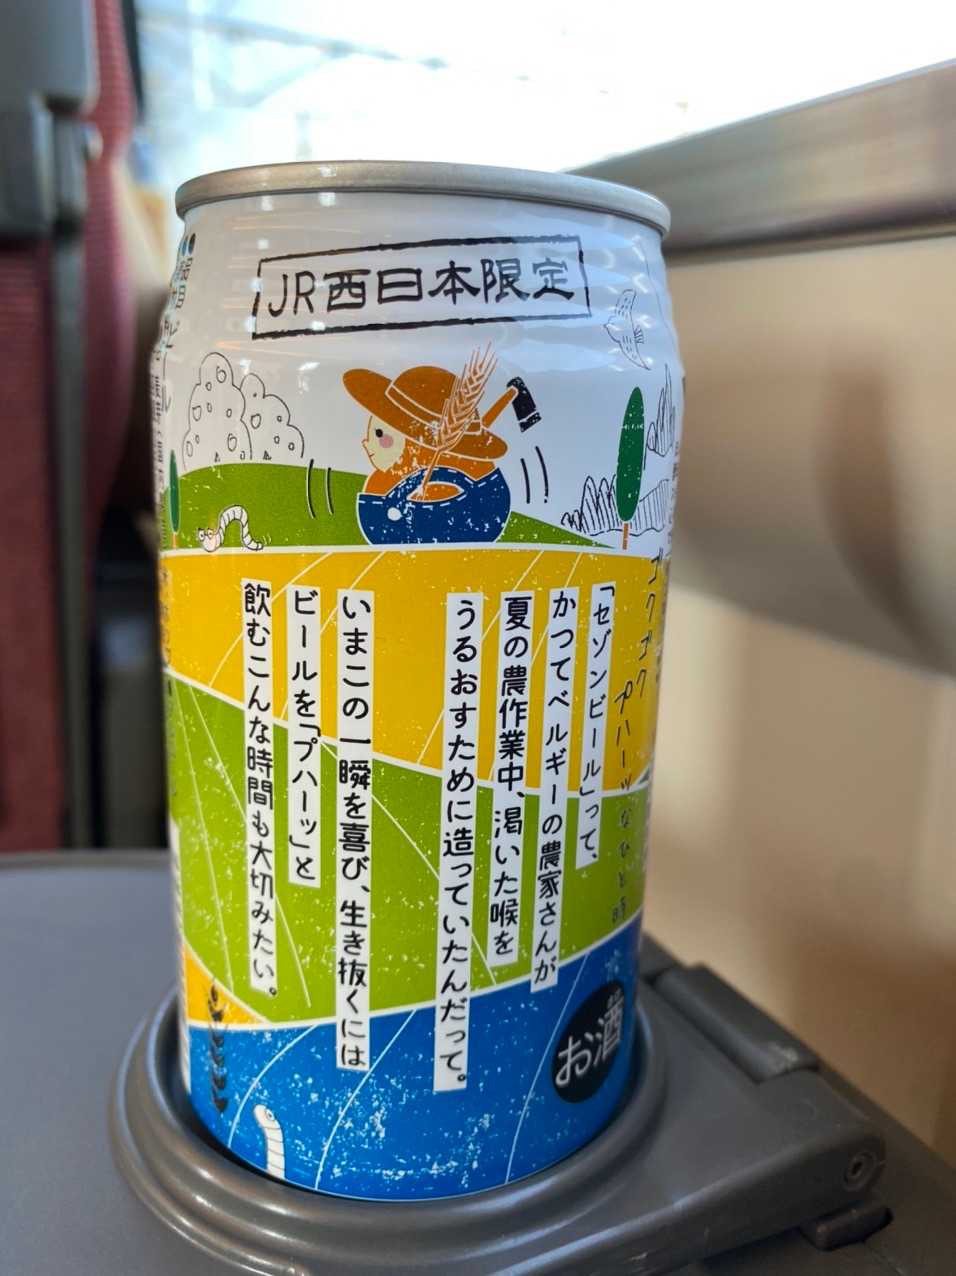 JR西日本限定
ゴクゴク
プハーッなひと時
「セゾンビール」って、
かつてベルギーの農家さんが
夏の農作業中、渇いた喉を
うるおすために造っていたんだって。
いまこの一瞬を喜び、生き抜くには
ビールを「プハーッ」と
飲むこんな時間も大切みたい。
お酒